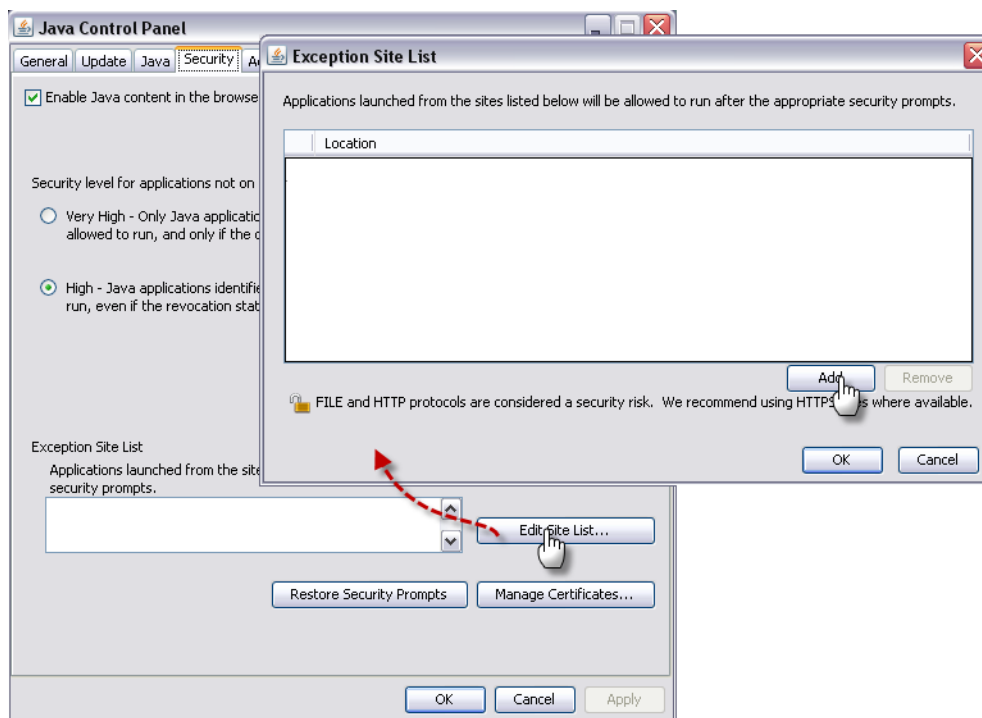 Java Control Panel
General Update Java Security
Enable Java content in the browse
Security level for applications not on
Very High - Only Java applicatic
allowed to run, and only if the
High - Java applications identifie
run, even if the revocation stat
Exception Site List
Applications launched from the site
security prompts.
Edit Site List...
Restore Security Prompts Manage Certificates...
OK Cancel Apply
Exception Site List
Applications launched from the sites listed below will be allowed to run after the appropriate security prompts.
Location
Add Remove
FILE and HTTP protocols are considered a security risk. We recommend using HTTPS where available.
OK Cancel